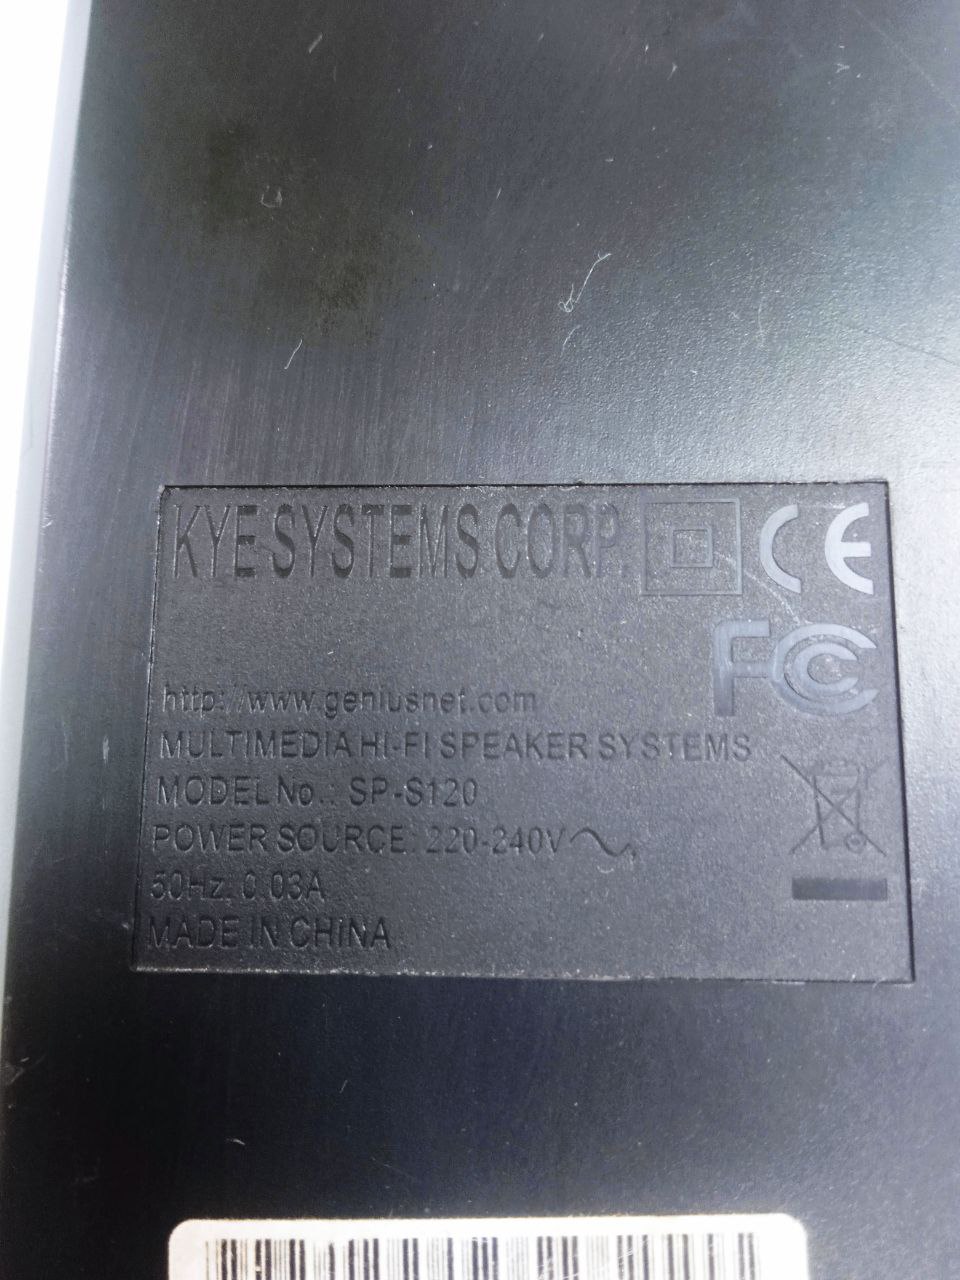 KYE SYSTEMS CORP. CE
FC
http://www.geniusnet.com
MULTIMEDIA HI-FI SPEAKER SYSTEMS
MODEL No.: SP-S120
POWER SOURCE: 220-240V~,
50Hz. 0.03A
MADE IN CHINA